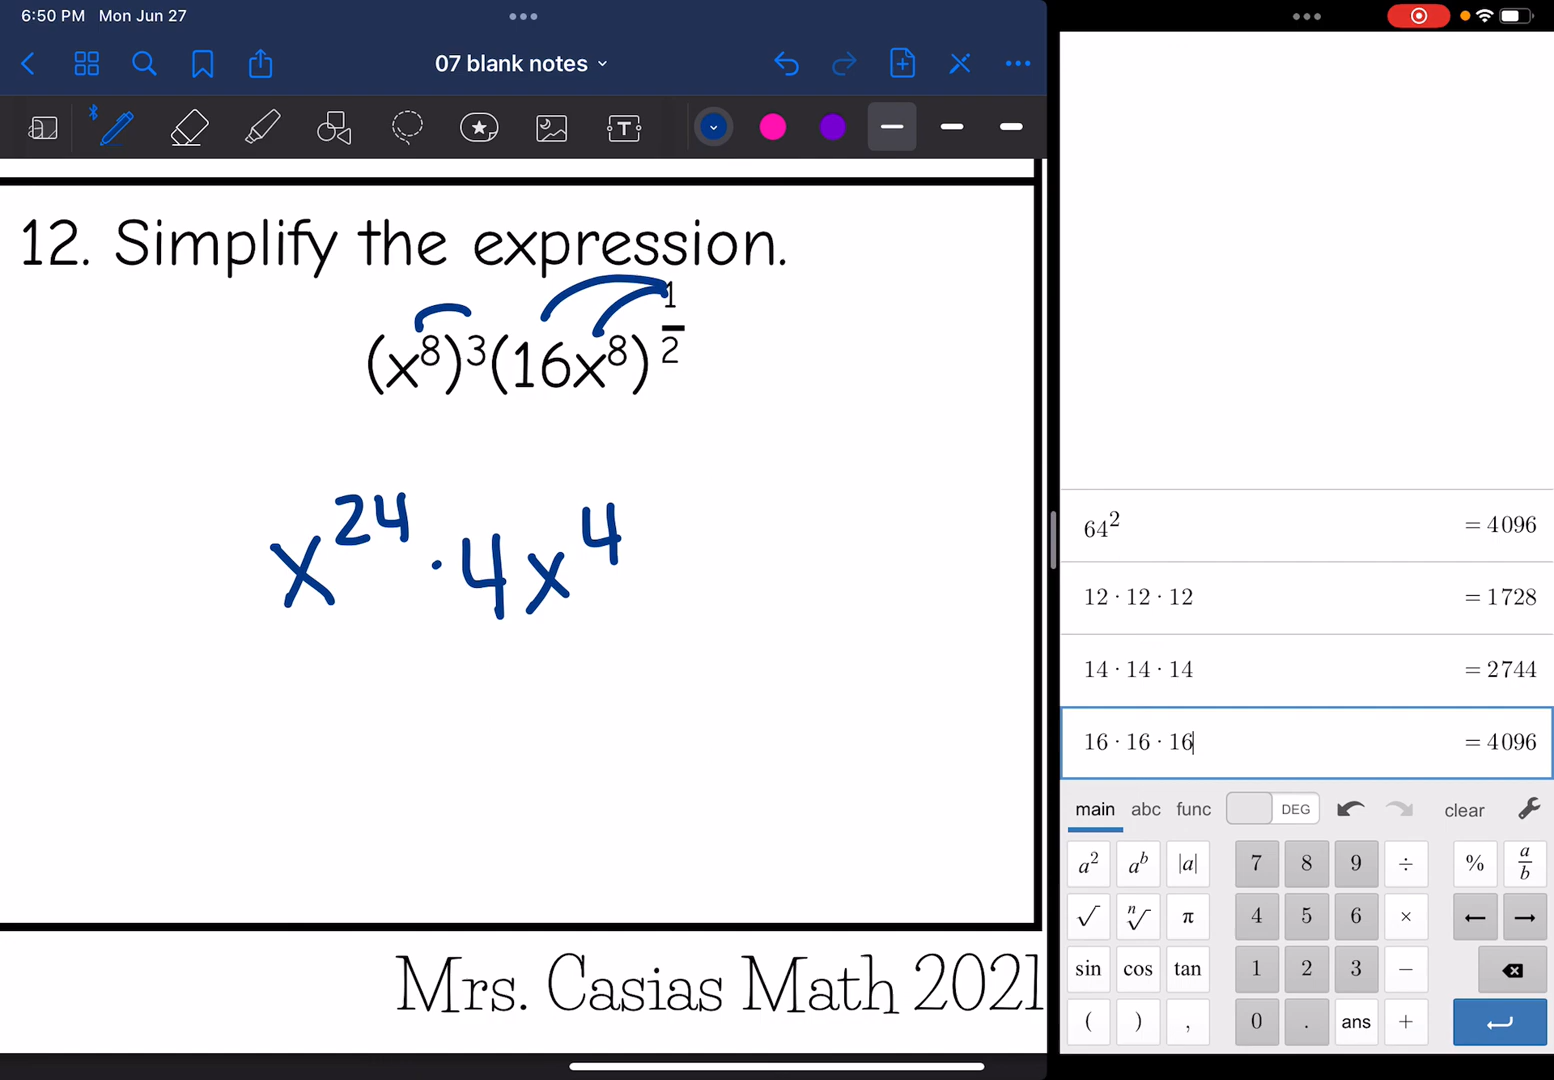 6:50 PM Mon Jun 27
07 blank notes
12. Simplify the expression.
(x⁸)³(16x⁸)^(1/2)
x²⁴ · 4x⁴
Mrs. Casias Math 2021
64² = 4096
12 · 12 · 12 = 1728
14 · 14 · 14 = 2744
16 · 16 · 16 = 4096
main abc func DEG clear
a² aᵇ |a| 7 8 9 ÷ % a/b
√ ⁿ√ π 4 5 6 × ← →
sin cos tan 1 2 3 −
( ) , 0 . ans +